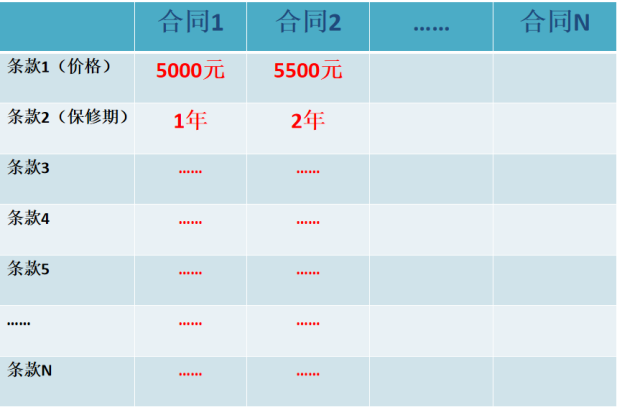 合同1 合同2 …… 合同N
条款1（价格） 5000元 5500元
条款2（保修期） 1年 2年
条款3 …… ……
条款4 …… ……
条款5 …… ……
…… …… ……
条款N …… ……